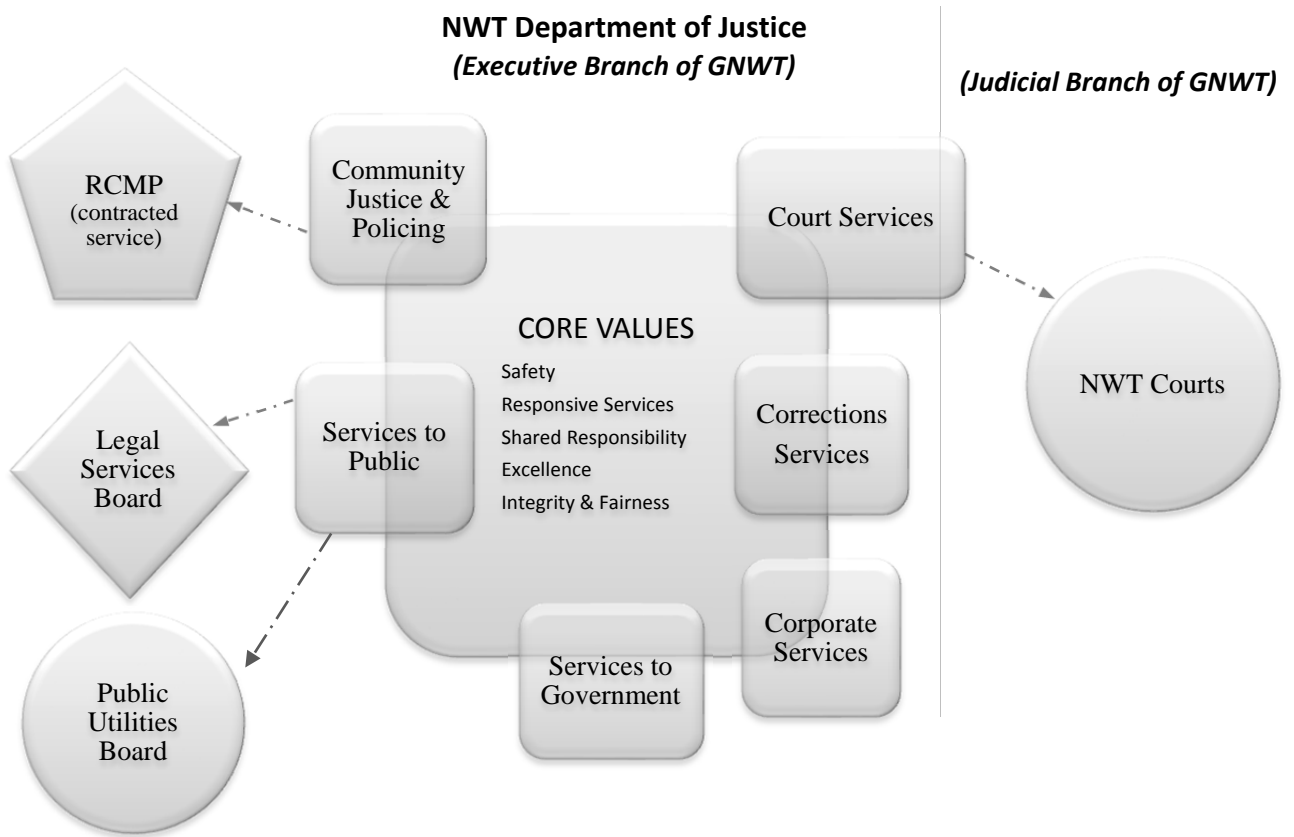 NWT Department of Justice
(Executive Branch of GNWT)
(Judicial Branch of GNWT)
RCMP
(contracted
service)
Community
Justice &
Policing
Court Services
CORE VALUES
Safety
Responsive Services
Shared Responsibility
Excellence
Integrity & Fairness
NWT Courts
Legal
Services
Board
Services to
Public
Corrections
Services
Public
Utilities
Board
Services to
Government
Corporate
Services